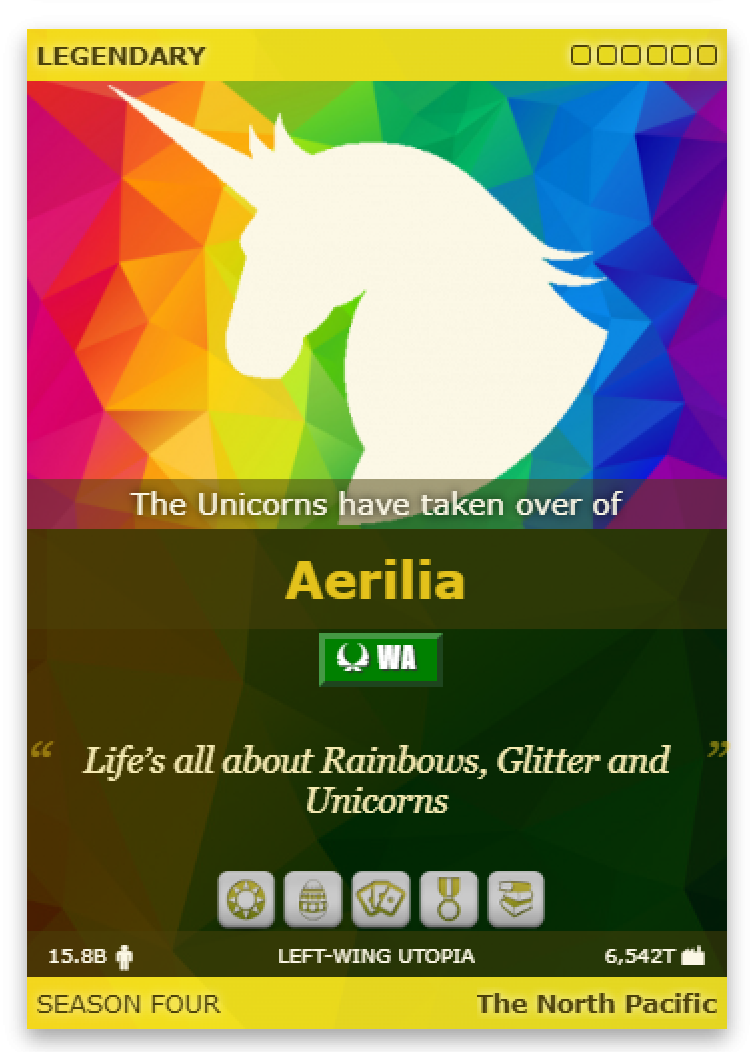 LEGENDARY
The Unicorns have taken over of
Aerilia
WA
“ Life’s all about Rainbows, Glitter and ”
Unicorns
15.8B LEFT-WING UTOPIA 6,542T
SEASON FOUR The North Pacific